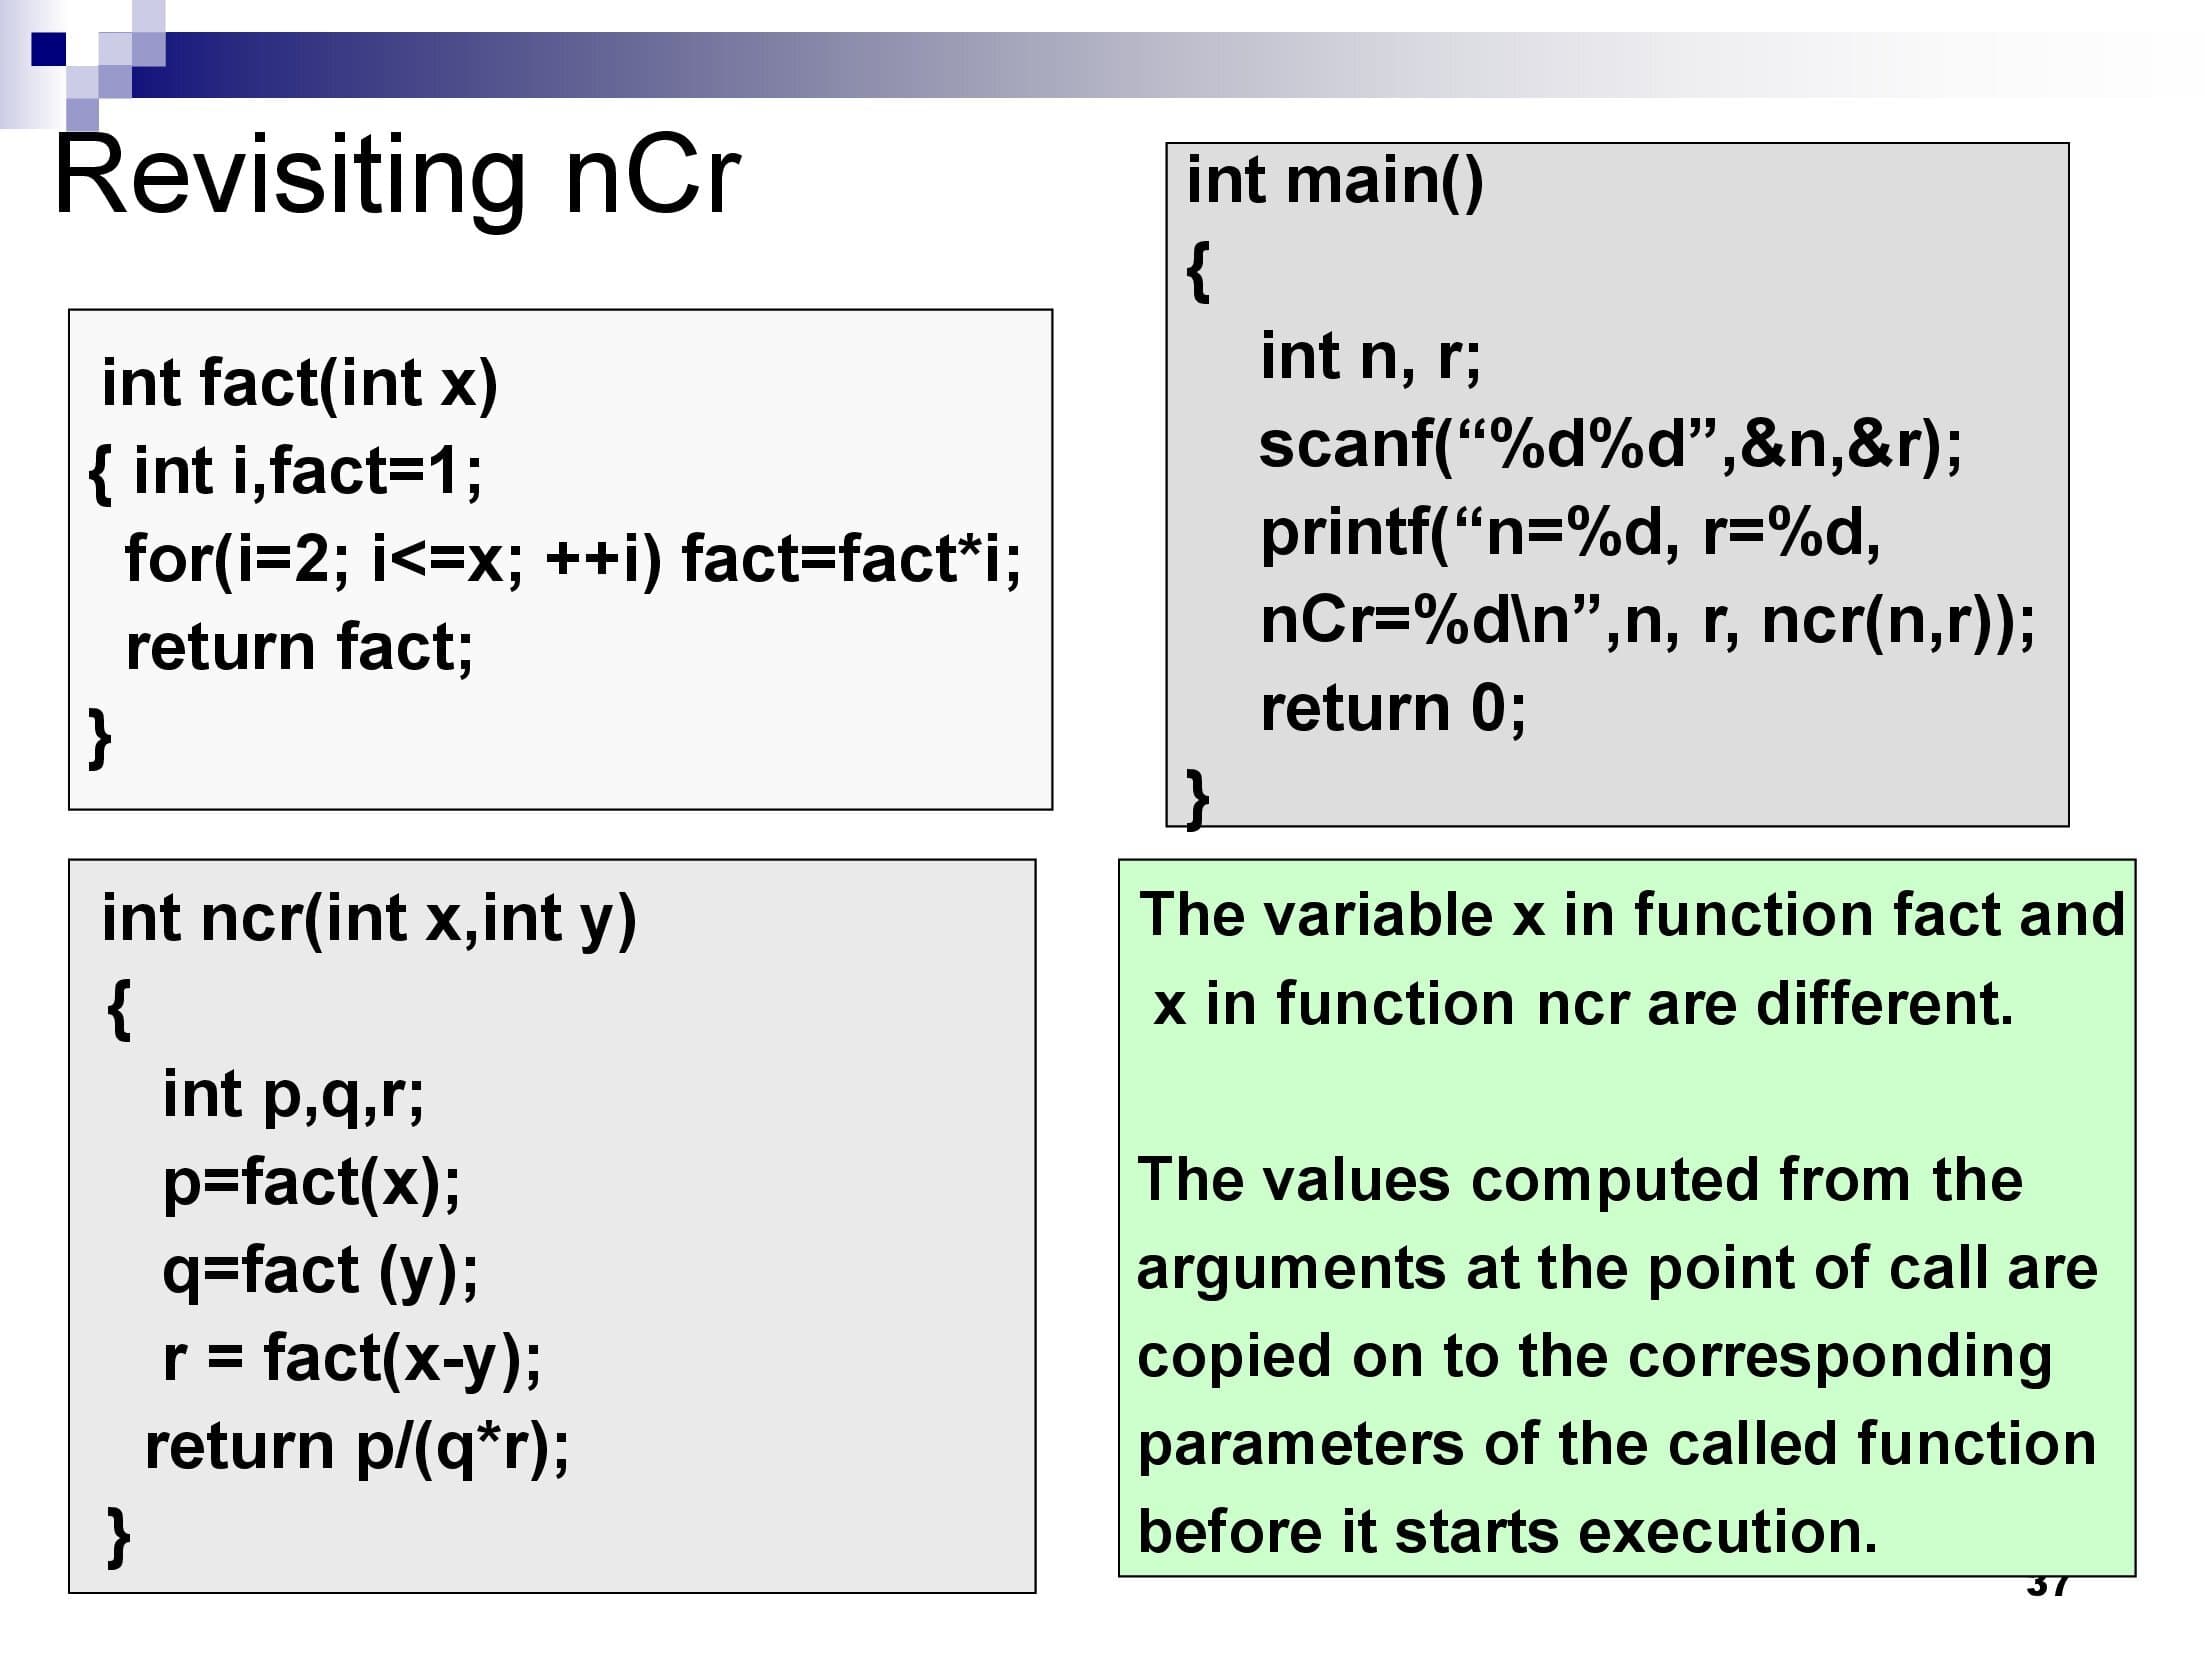 Revisiting nCr
int fact(int x)
{ int i,fact=1;
for(i=2; i<=x; ++i) fact=fact*i;
return fact;
}
int ncr(int x,int y)
{
int p,q,r;
p=fact(x);
q=fact (y);
r = fact(x-y);
return p/(q*r);
}
int main()
{
int n, r;
scanf(“%d%d”,&n,&r);
printf(“n=%d, r=%d,
nCr=%d\n”,n, r, ncr(n,r));
return 0;
}
The variable x in function fact and
x in function ncr are different.
The values computed from the
arguments at the point of call are
copied on to the corresponding
parameters of the called function
before it starts execution.
37